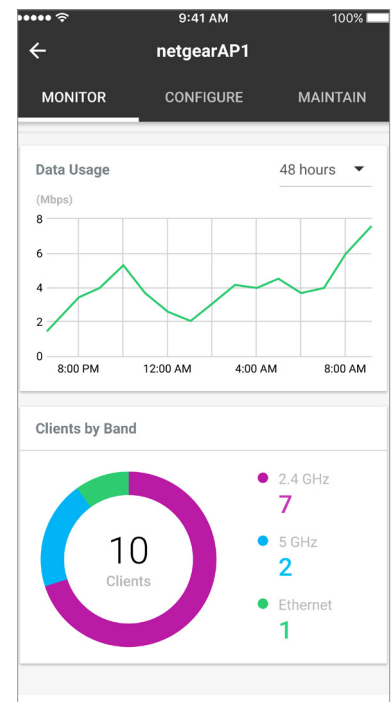 9:41 AM 100%
netgearAP1
MONITOR CONFIGURE MAINTAIN
Data Usage 48 hours
(Mbps)
8
6
4
2
0
8:00 PM 12:00 AM 4:00 AM 8:00 AM
Clients by Band
10
Clients
2.4 GHz
7
5 GHz
2
Ethernet
1